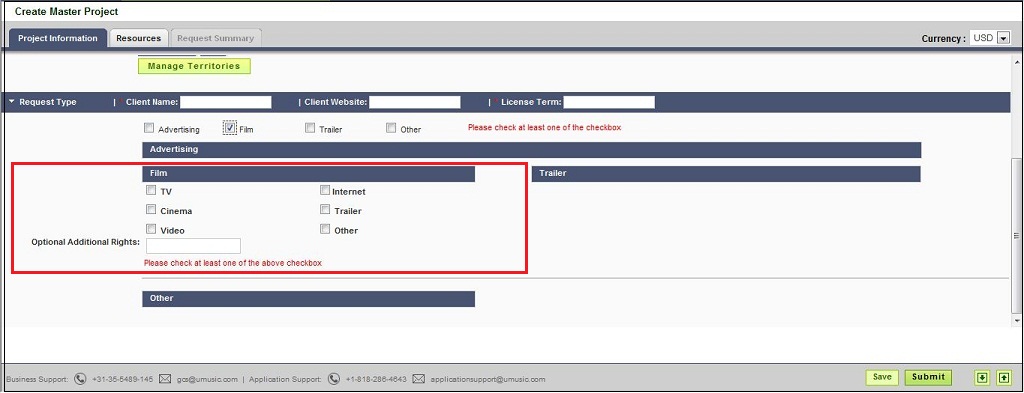 Create Master Project
Project Information Resources Request Summary Currency : USD
Manage Territories
Request Type | * Client Name: | Client Website: | * License Term:
Advertising Film Trailer Other Please check at least one of the checkbox
Advertising
Film Trailer
TV Internet
Cinema Trailer
Video Other
Optional Additional Rights:
Please check at least one of the above checkbox
Other
Business Support: +31-35-5489-145 gcs@umusic.com | Application Support: +1-818-286-4643 applicationsupport@umusic.com Save Submit